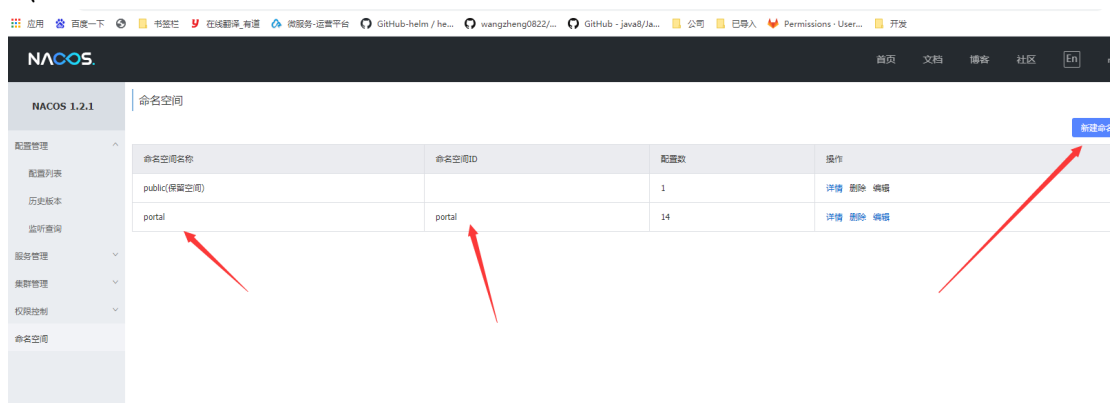 应用 百度一下 书签栏 在线翻译_有道 微服务-运营平台 GitHub-helm / he... wangzheng0822/... GitHub - java8/Ja... 公司 已导入 Permissions · User... 开发
NACOS. 首页 文档 博客 社区 En
NACOS 1.2.1
命名空间
新建命名
配置管理
命名空间名称 命名空间ID 配置数 操作
配置列表
public(保留空间) 1 详情 删除 编辑
历史版本
portal portal 14 详情 删除 编辑
监听查询
服务管理
集群管理
权限控制
命名空间